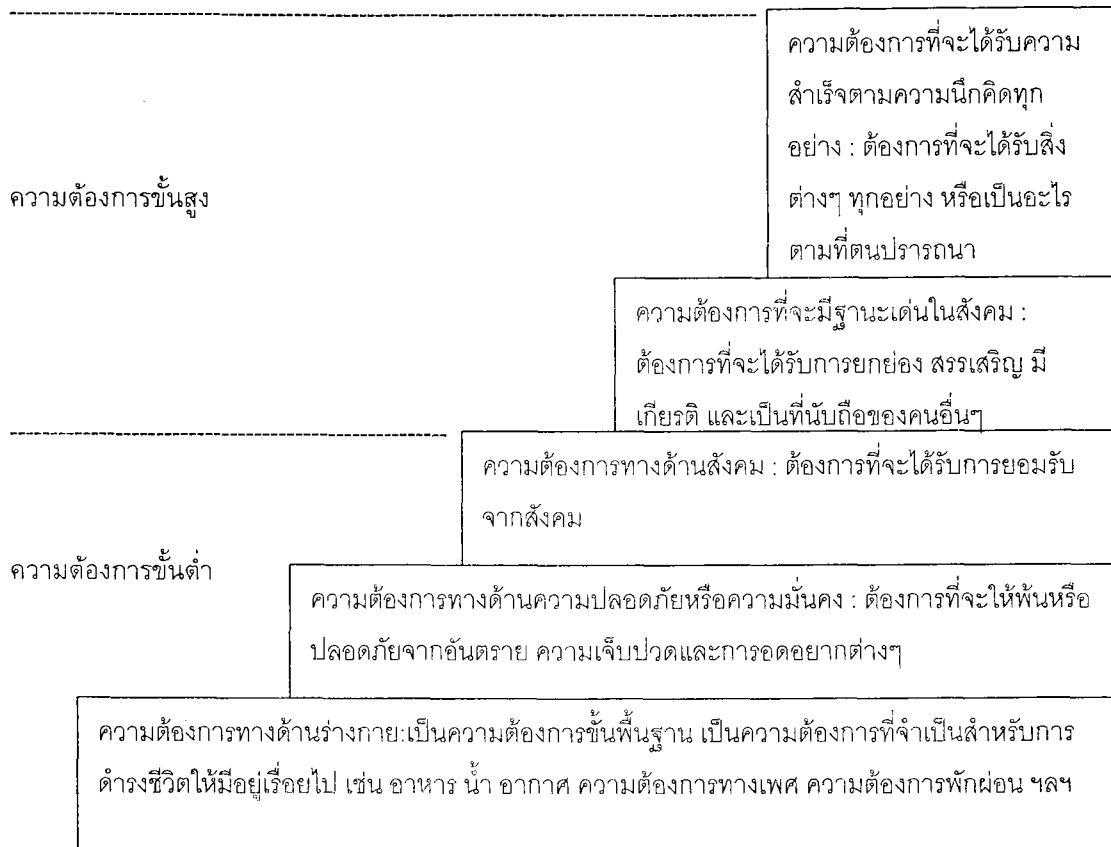 ความต้องการที่จะได้รับความ
สำเร็จตามความนึกคิดทุก
อย่าง : ต้องการที่จะได้รับสิ่ง
ต่างๆ ทุกอย่าง หรือเป็นอะไร
ตามที่ตนปรารถนา
ความต้องการขั้นสูง
ความต้องการที่จะมีฐานะเด่นในสังคม :
ต้องการที่จะได้รับการยกย่อง สรรเสริญ มี
เกียรติ และเป็นที่นับถือของคนอื่นๆ
ความต้องการทางด้านสังคม : ต้องการที่จะได้รับการยอมรับ
จากสังคม
ความต้องการขั้นต่ำ
ความต้องการทางด้านความปลอดภัยหรือความมั่นคง : ต้องการที่จะให้พ้นหรือ
ปลอดภัยจากอันตราย ความเจ็บปวดและการอดอยากต่างๆ
ความต้องการทางด้านร่างกาย:เป็นความต้องการขั้นพื้นฐาน เป็นความต้องการที่จำเป็นสำหรับการ
ดำรงชีวิตให้มีอยู่เรื่อยไป เช่น อาหาร น้ำ อากาศ ความต้องการทางเพศ ความต้องการพักผ่อน ฯลฯ